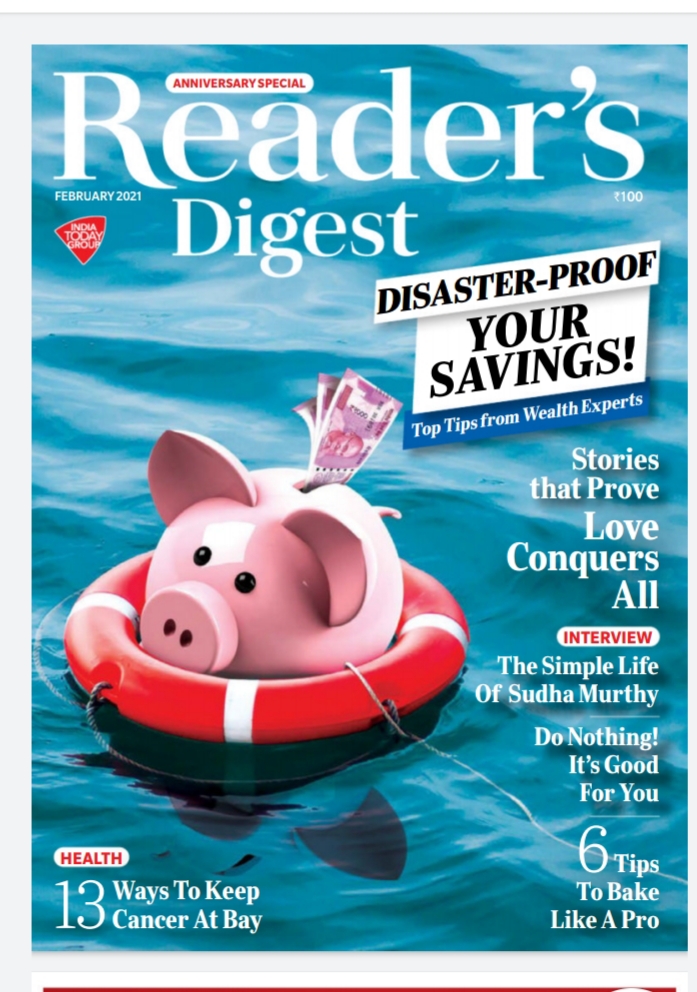 ANNIVERSARY SPECIAL
Reader's
FEBRUARY 2021
₹100
Digest
INDIA
TODAY
GROUP
DISASTER-PROOF
YOUR
SAVINGS!
Top Tips from Wealth Experts
Stories
that Prove
Love
Conquers
All
INTERVIEW
The Simple Life
Of Sudha Murthy
Do Nothing!
It's Good
For You
6 Tips
To Bake
Like A Pro
HEALTH
13 Ways To Keep
Cancer At Bay